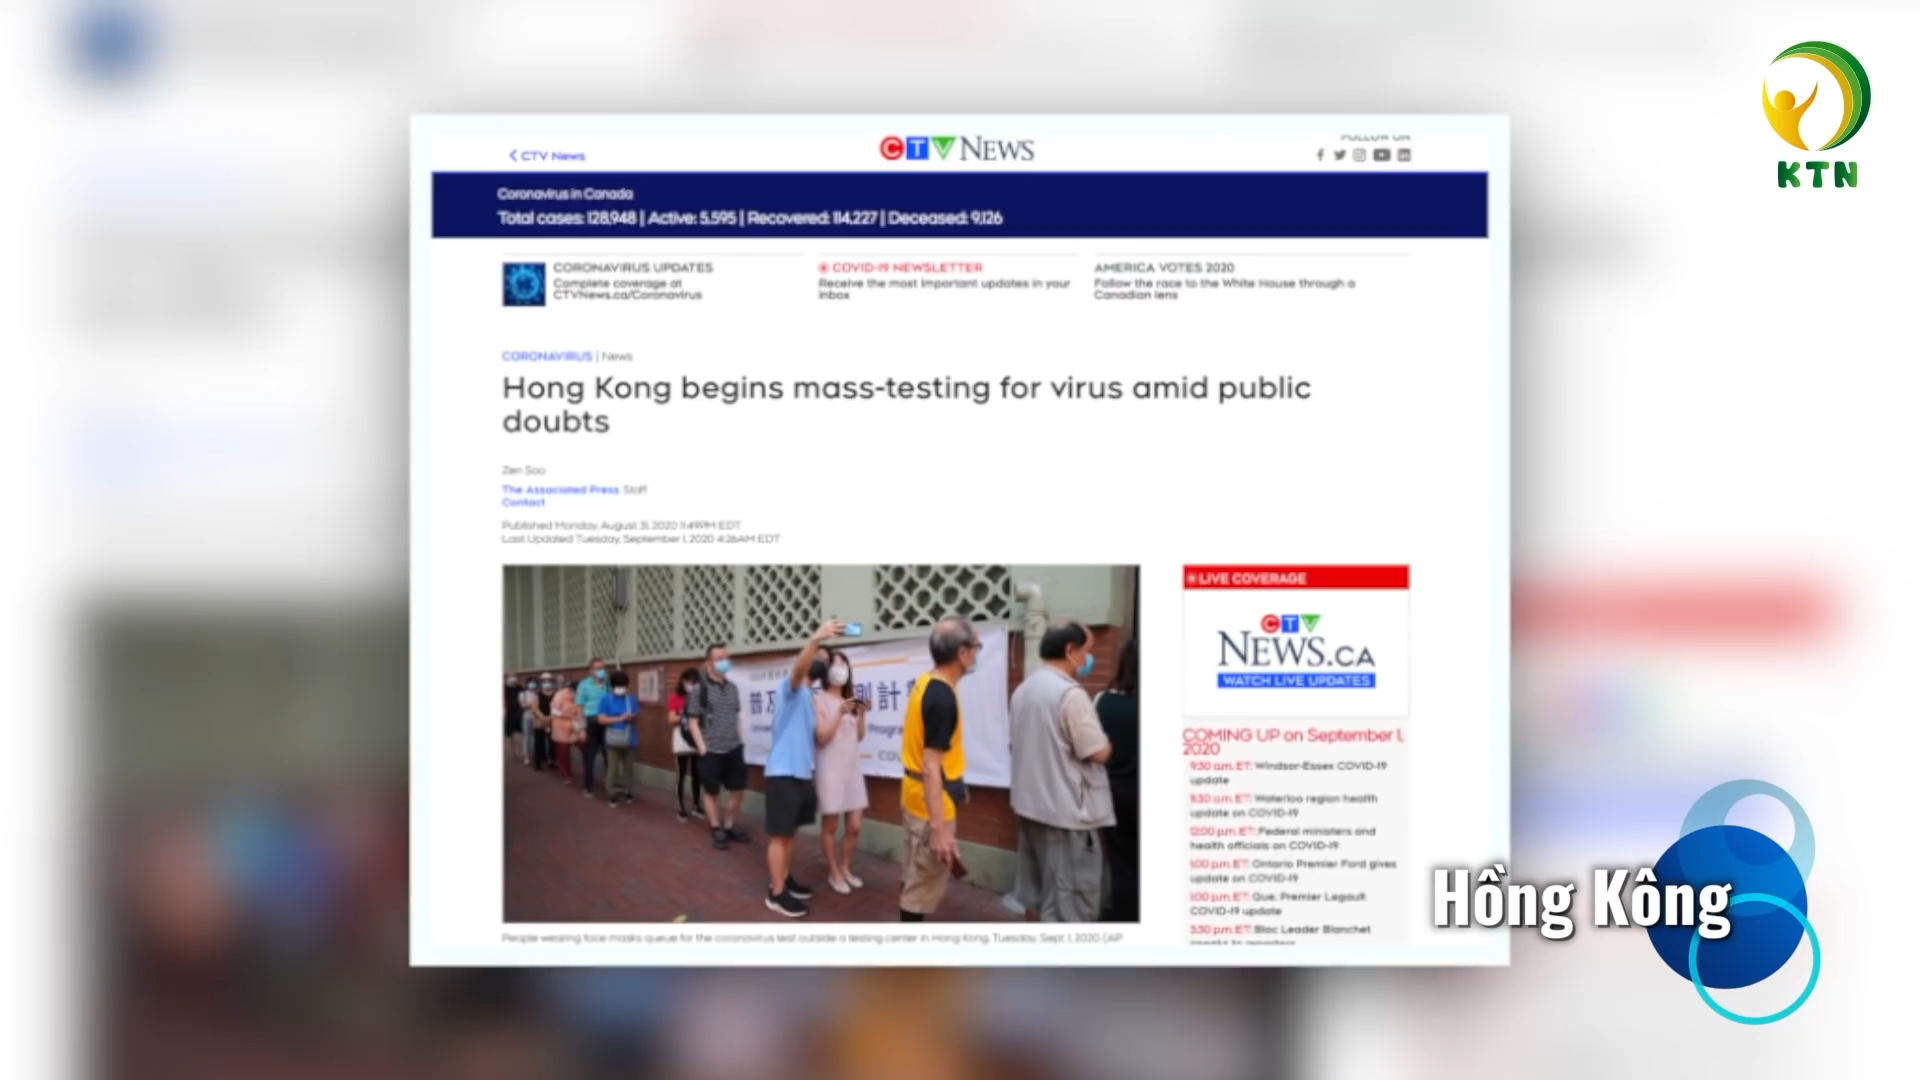 KTN
FOLLOW ON
CTV News
CTV NEWS
Coronavirus in Canada
Total cases: 128,948 | Active: 5,595 | Recovered: 114,227 | Deceased: 9,126
CORONAVIRUS UPDATES
Complete coverage at
CTVNews.ca/Coronavirus
COVID-19 NEWSLETTER
Receive the most important updates in your
inbox
AMERICA VOTES 2020
Follow the race to the White House through a
Canadian lens
CORONAVIRUS | News
Hong Kong begins mass-testing for virus amid public
doubts
Zen Soo
The Associated Press Staff
Contact
Published Monday, August 31, 2020 11:49PM EDT
Last Updated Tuesday, September 1, 2020 4:26AM EDT
普及
測計
Progra
People wearing face masks queue for the coronavirus test outside a testing center in Hong Kong, Tuesday, Sept. 1, 2020. (AP
LIVE COVERAGE
CTV
NEWS.CA
WATCH LIVE UPDATES
COMING UP on September 1,
2020
9:30 a.m. ET: Windsor-Essex COVID-19
update
9:30 a.m. ET: Waterloo region health
update on COVID-19
12:00 p.m. ET: Federal ministers and
health officials on COVID-19
1:00 p.m. ET: Ontario Premier Ford gives
update on COVID-19
1:00 p.m. ET: Que. Premier Legault
COVID-19 update
3:30 p.m. ET: Bloc Leader Blanchet
speaks to reporters
Hồng Kông